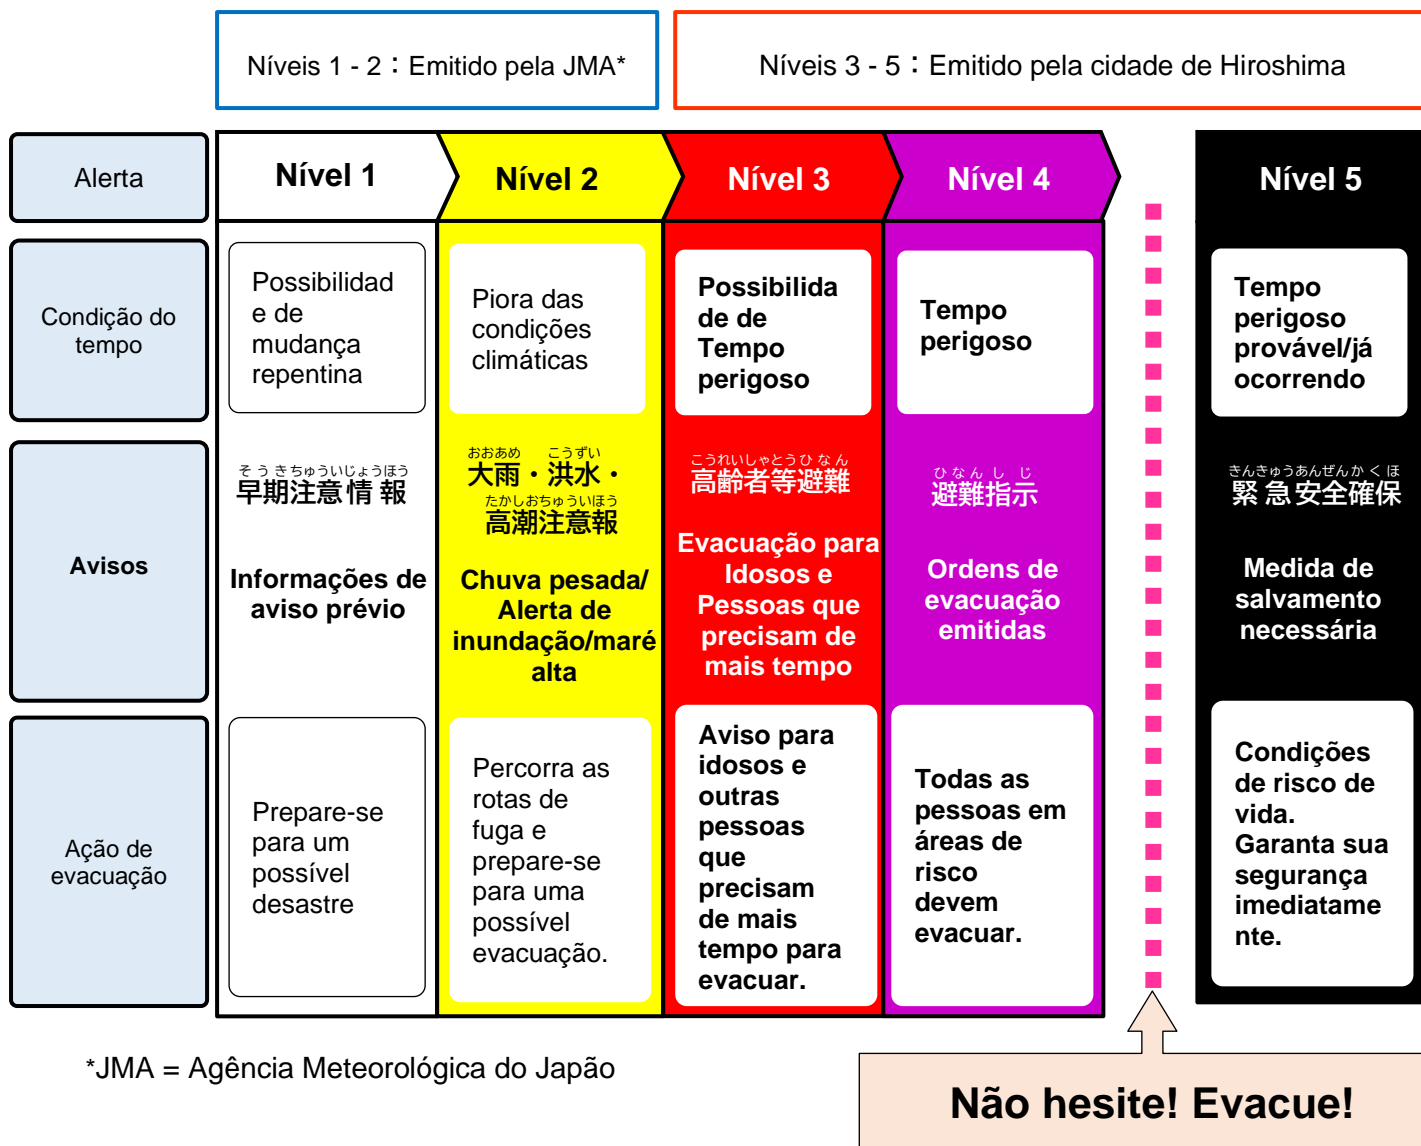 Níveis 1 - 2：Emitido pela JMA*
Níveis 3 - 5：Emitido pela cidade de Hiroshima
Alerta
Nível 1
Nível 2
Nível 3
Nível 4
Nível 5
Condição do
tempo
Possibilidad
e de
mudança
repentina
Piora das
condições
climáticas
Possibilida
de de
Tempo
perigoso
Tempo
perigoso
Tempo
perigoso
provável/já
ocorrendo
Avisos
そうきちゅういじょうほう
早期注意情報
Informações de
aviso prévio
おおあめ こうずい
大雨・洪水・
たかしおちゅういほう
高潮注意報
Chuva pesada/
Alerta de
inundação/maré
alta
こうれいしゃとうひなん
高齢者等避難
Evacuação para
Idosos e
Pessoas que
precisam de
mais tempo
ひなんしじ
避難指示
Ordens de
evacuação
emitidas
きんきゅうあんぜんかくほ
緊急安全確保
Medida de
salvamento
necessária
Ação de
evacuação
Prepare-se
para um
possível
desastre
Percorra as
rotas de
fuga e
prepare-se
para uma
possível
evacuação.
Aviso para
idosos e
outras
pessoas
que
precisam
de mais
tempo para
evacuar.
Todas as
pessoas em
áreas de
risco
devem
evacuar.
Condições
de risco de
vida.
Garanta sua
segurança
imediatame
nte.
*JMA = Agência Meteorológica do Japão
Não hesite! Evacue!